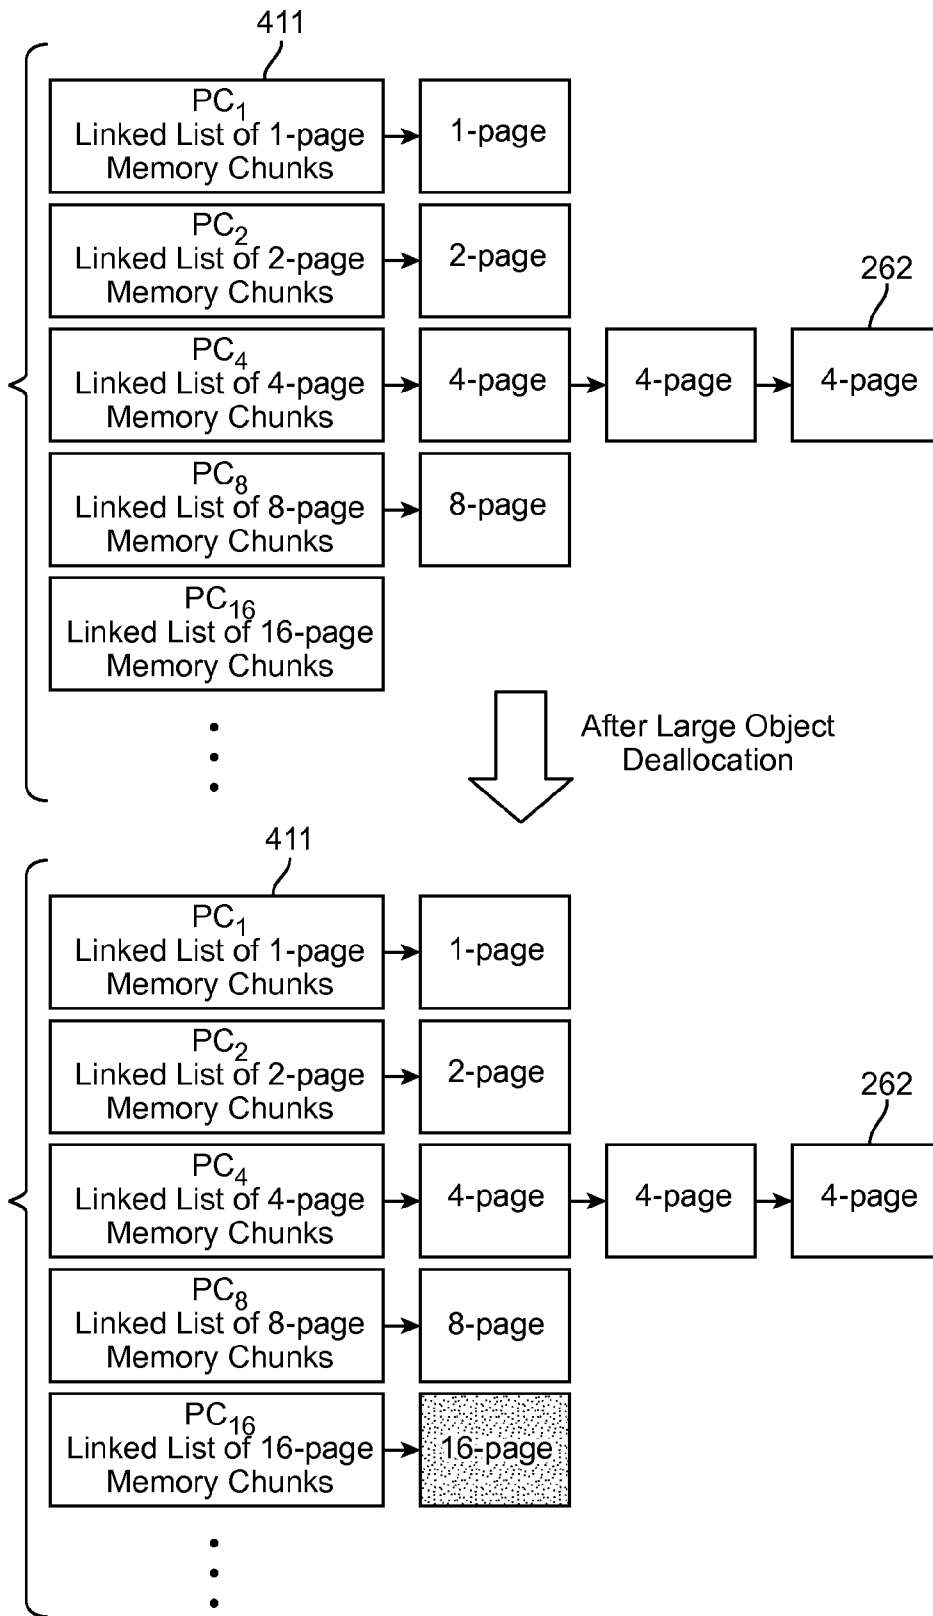 411
PC1
Linked List of 1-page
Memory Chunks
1-page
PC2
Linked List of 2-page
Memory Chunks
2-page
262
PC4
Linked List of 4-page
Memory Chunks
4-page
4-page
4-page
PC8
Linked List of 8-page
Memory Chunks
8-page
PC16
Linked List of 16-page
Memory Chunks
After Large Object
Deallocation
411
PC1
Linked List of 1-page
Memory Chunks
1-page
PC2
Linked List of 2-page
Memory Chunks
2-page
262
PC4
Linked List of 4-page
Memory Chunks
4-page
4-page
4-page
PC8
Linked List of 8-page
Memory Chunks
8-page
PC16
Linked List of 16-page
Memory Chunks
16-page